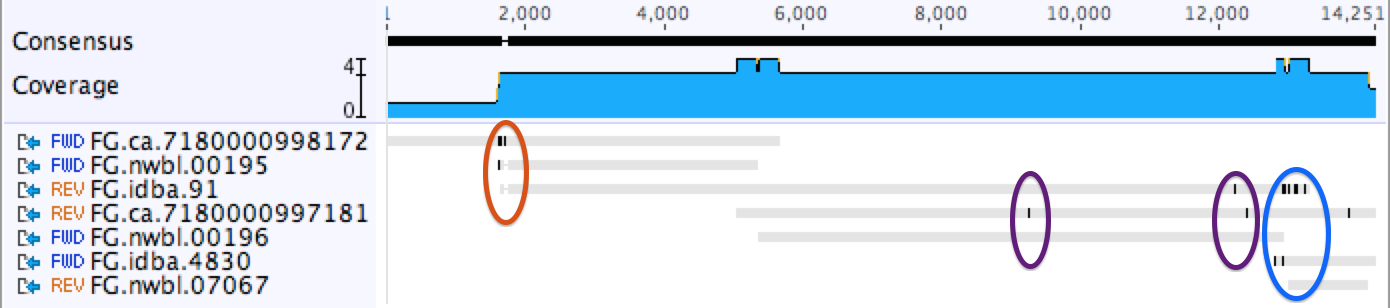 1 2,000 4,000 6,000 8,000 10,000 12,000 14,251
Consensus
Coverage 4 0
FWD FG.ca.71800000998172
FWD FG.nwbl.00195
REV FG.idba.91
REV FG.ca.7180000997181
FWD FG.nwbl.00196
FWD FG.idba.4830
REV FG.nwbl.07067